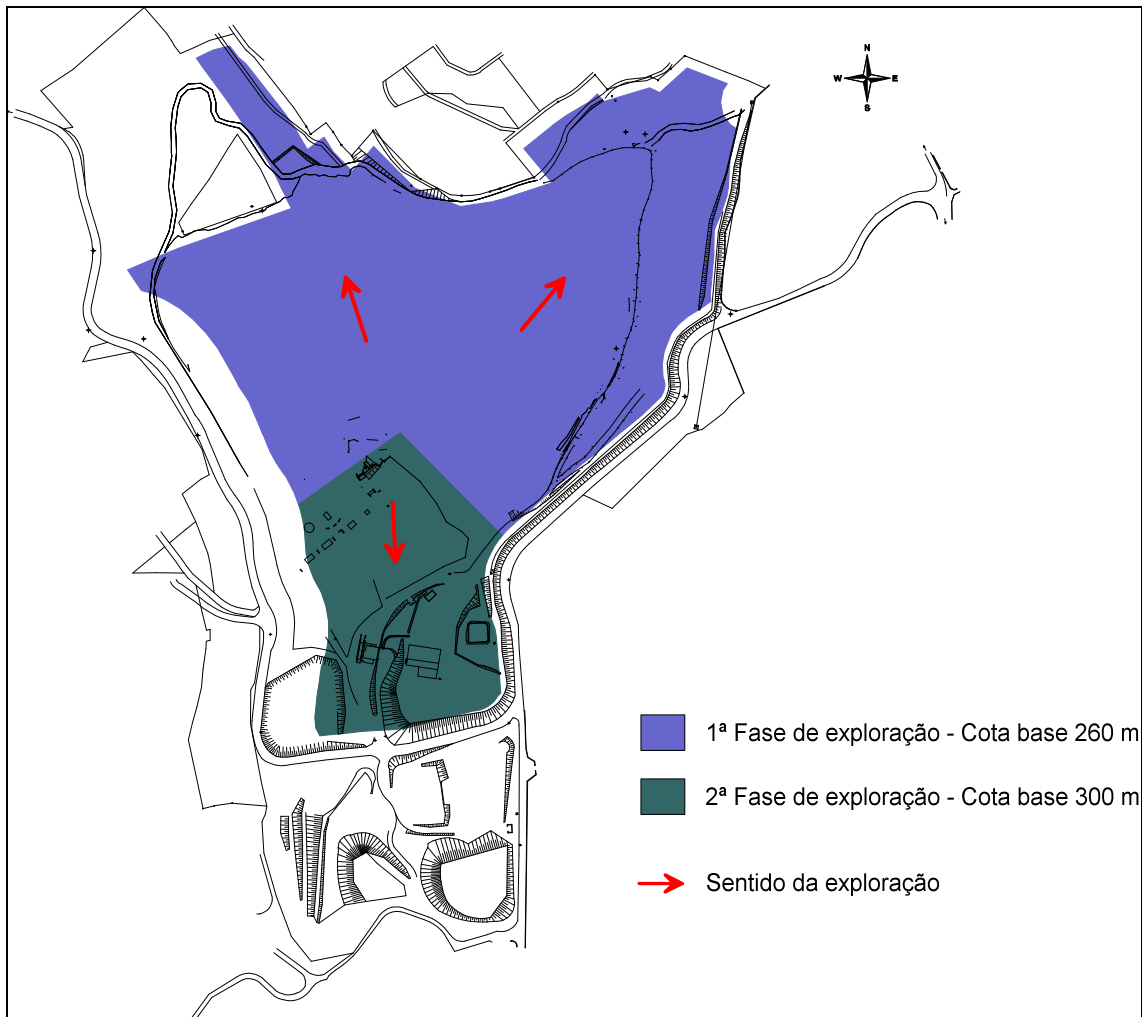 N
W E
S
1ª Fase de exploração - Cota base 260 m
2ª Fase de exploração - Cota base 300 m
Sentido da exploração